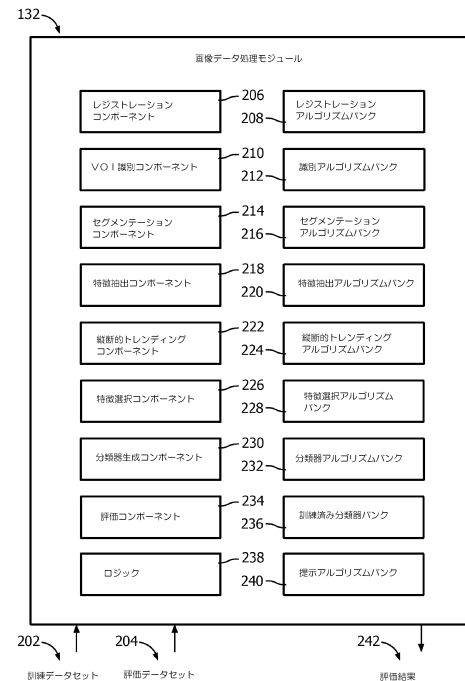 132
画像データ処理モジュール
レジストレーション
コンポーネント
206
208
レジストレーション
アルゴリズムバンク
VOI識別コンポーネント
210
212
識別アルゴリズムバンク
セグメンテーション
コンポーネント
214
216
セグメンテーション
アルゴリズムバンク
特徴抽出コンポーネント
218
220
特徴抽出アルゴリズムバンク
縦断的トレンディング
コンポーネント
222
224
縦断的トレンディング
アルゴリズムバンク
特徴選択コンポーネント
226
228
特徴選択アルゴリズム
バンク
分類器生成コンポーネント
230
232
分類器アルゴリズムバンク
評価コンポーネント
234
236
訓練済み分類器バンク
ロジック
238
240
提示アルゴリズムバンク
202
204
242
訓練データセット
評価データセット
評価結果